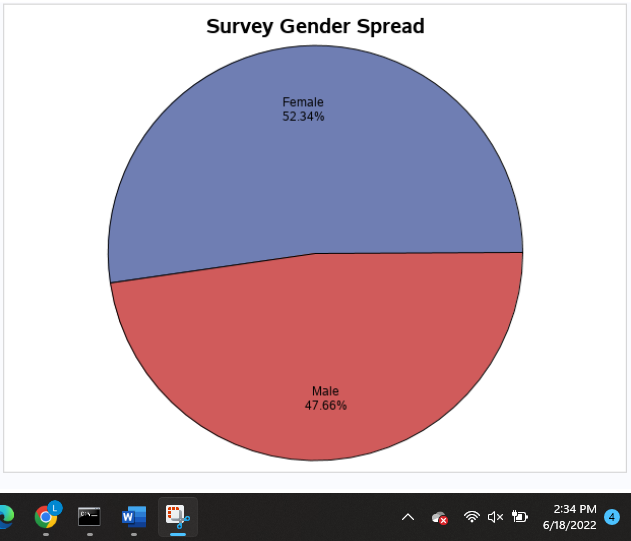 Survey Gender Spread
Female
52.34%
Male
47.66%
L
W
2:34 PM
6/18/2022
4